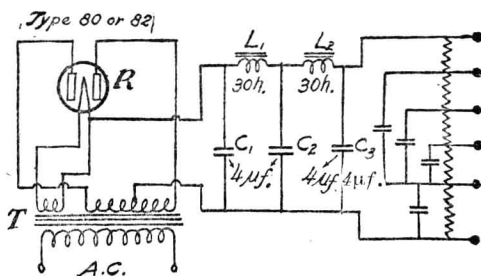 Type 80 or 82
R
L1
L2
30h.
30h.
C1
C2
C3
4μf.
4μf.
4μf.
T
A.C.